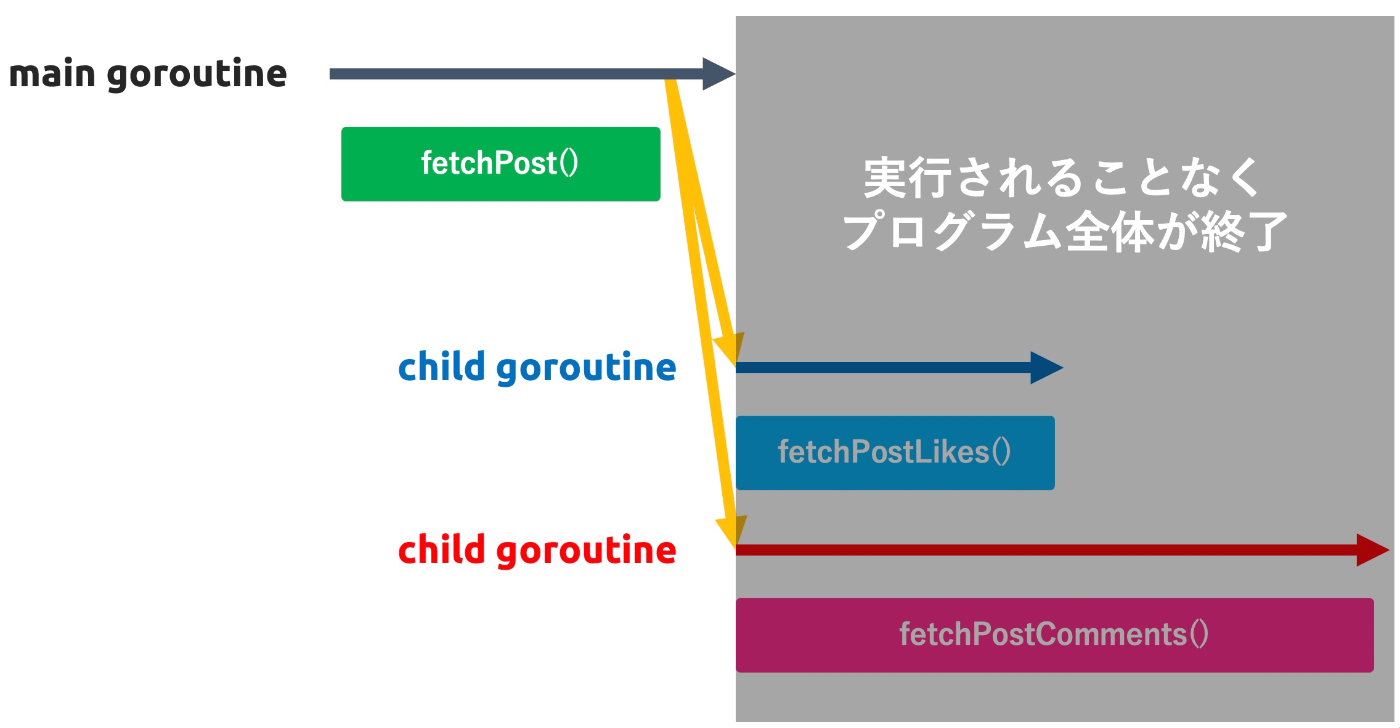 main goroutine
fetchPost()
実行されることなく
プログラム全体が終了
child goroutine
fetchPostLikes()
child goroutine
fetchPostComments()